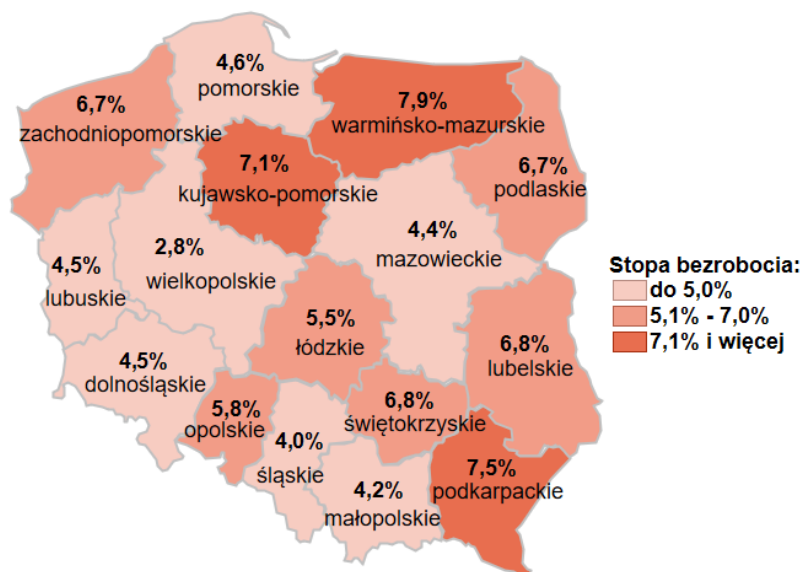 4,6%
pomorskie
6,7%
zachodniopomorskie
7,9%
warmińsko-mazurskie
7,1%
kujawsko-pomorskie
6,7%
podlaskie
4,4%
mazowieckie
2,8%
wielkopolskie
4,5%
lubuskie
Stopa bezrobocia:
do 5,0%
5,1% - 7,0%
7,1% i więcej
5,5%
łódzkie
6,8%
lubelskie
4,5%
dolnośląskie
5,8%
opolskie
6,8%
świętokrzyskie
4,0%
śląskie
7,5%
podkarpackie
4,2%
małopolskie